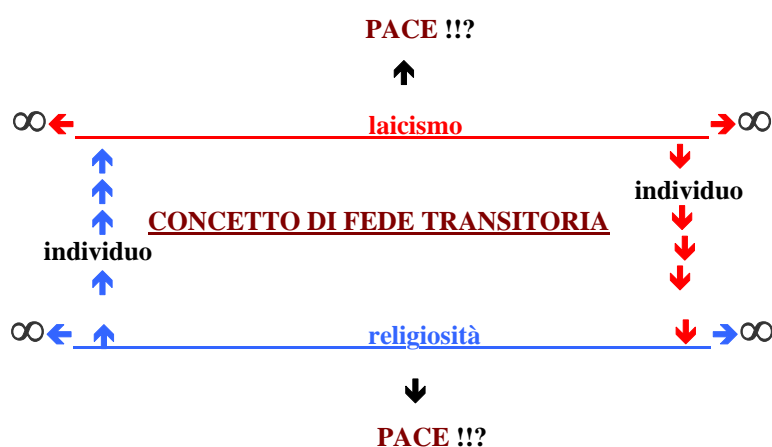 PACE !!?
∞ laicismo ∞
individuo
CONCETTO DI FEDE TRANSITORIA
individuo
∞ religiosità ∞
PACE !!?